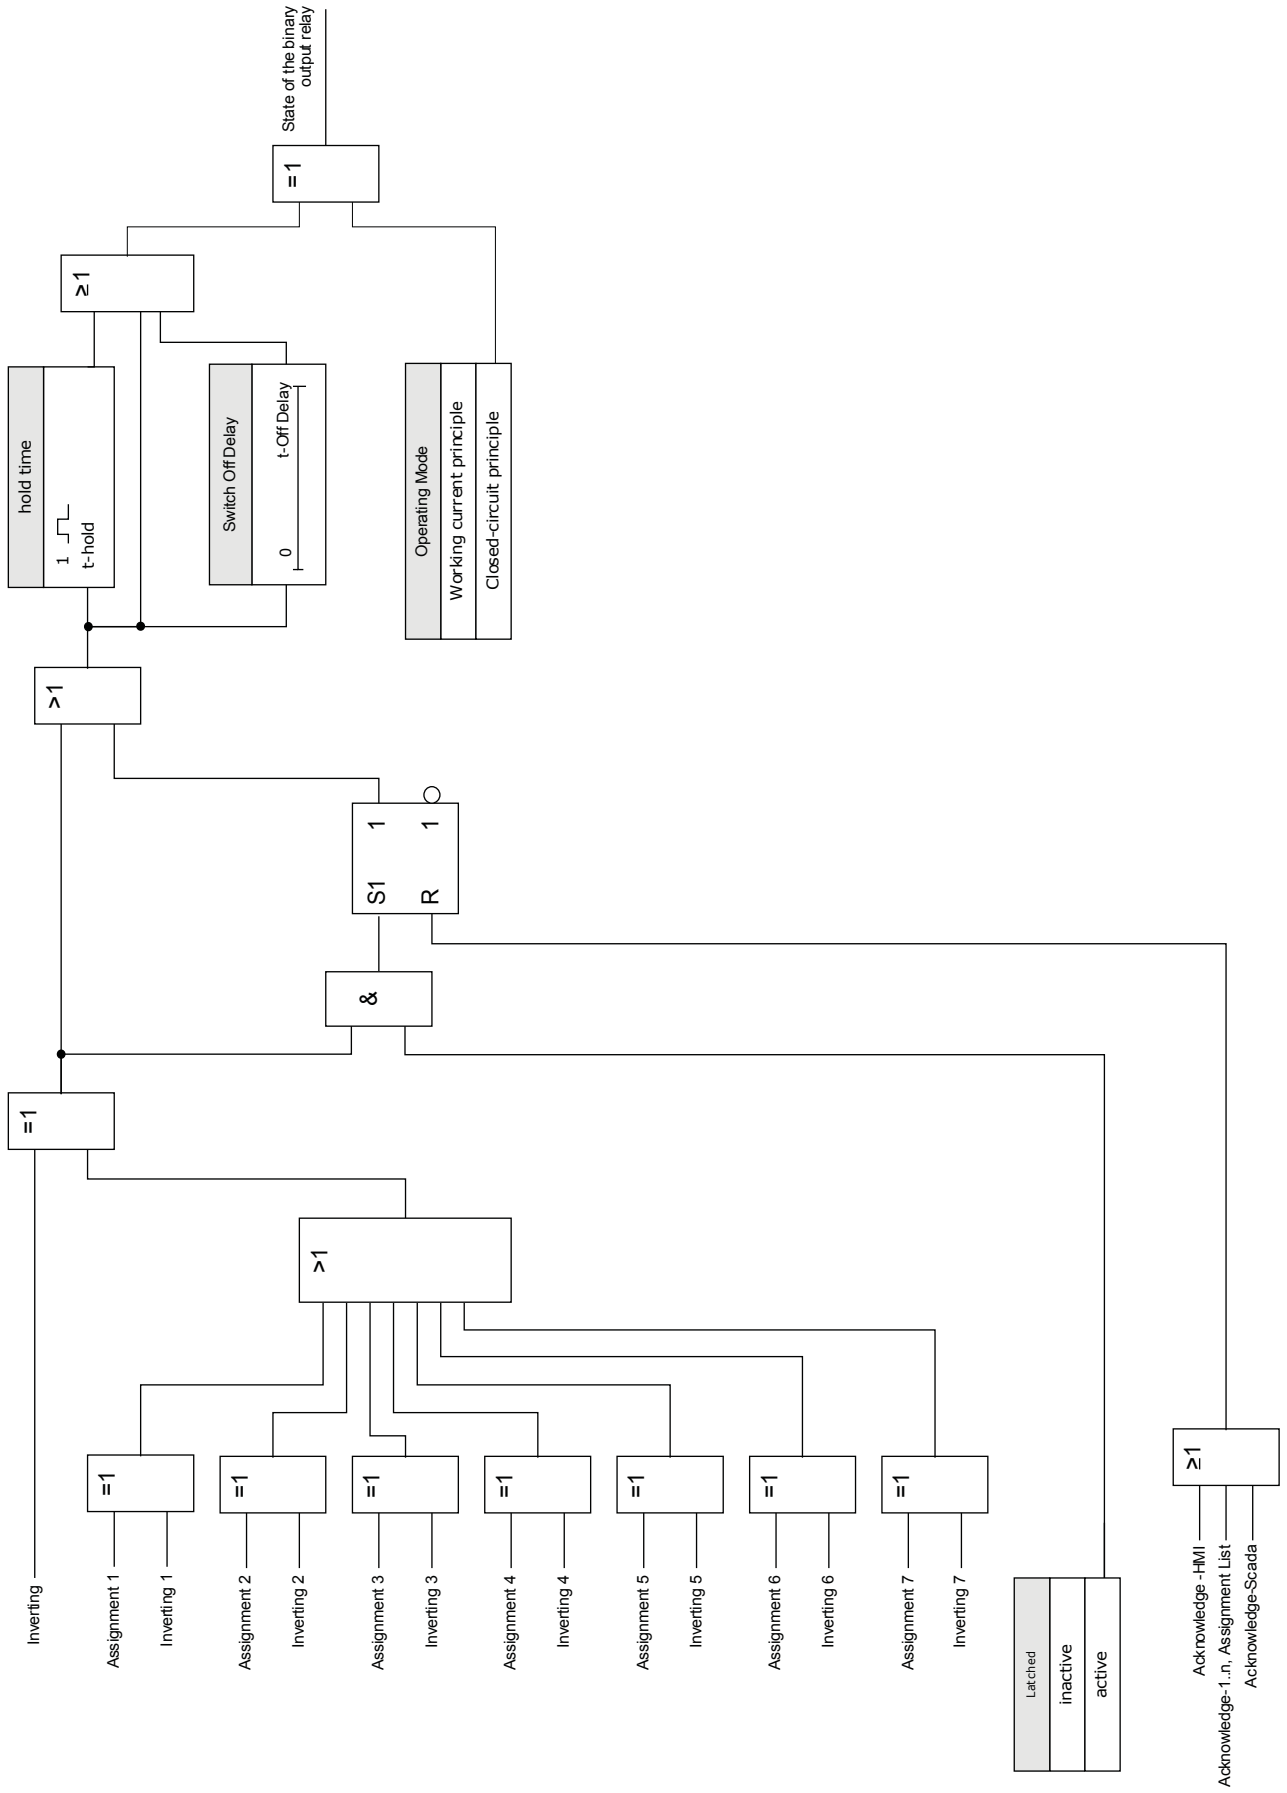 Inverting
Assignment 1
Inverting 1
Assignment 2
Inverting 2
Assignment 3
Inverting 3
Assignment 4
Inverting 4
Assignment 5
Inverting 5
Assignment 6
Inverting 6
Assignment 7
Inverting 7
Latched
inactive
active
Acknowledge -HMI
Acknowledge-1..n, Assignment List
Acknowledge-Scada
=1
=1
=1
=1
=1
=1
=1
≥1
>1
=1
&
S1 1
R 1
>1
hold time
1
t-hold
Switch Off Delay
0 t-Off Delay
Operating Mode
Working current principle
Closed-circuit principle
≥1
=1
State of the binary
output relay